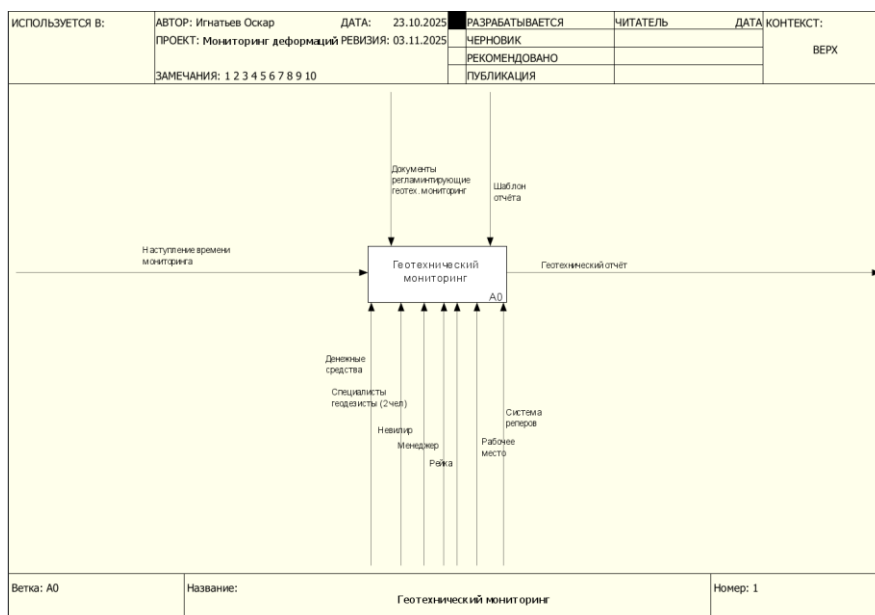 ИСПОЛЬЗУЕТСЯ В:
АВТОР: Игнатьев Оскар
ДАТА: 23.10.2025
РАЗРАБАТЫВАЕТСЯ
ЧИТАТЕЛЬ
ДАТА
КОНТЕКСТ:
ПРОЕКТ: Мониторинг деформаций
РЕВИЗИЯ: 03.11.2025
ЧЕРНОВИК
ВЕРХ
РЕКОМЕНДОВАНО
ЗАМЕЧАНИЯ: 1 2 3 4 5 6 7 8 9 10
ПУБЛИКАЦИЯ
Документы
регламинтирующие
геотех. мониторинг
Шаблон
отчёта
Наступление времени
мониторинга
Геотехнический
мониторинг
A0
Геотехнический отчёт
Денежные
средства
Специалисты
геодезисты (2 чел)
Невилир
Менеджер
Рейка
Рабочее
место
Система
реперов
Ветка: A0
Название:
Геотехнический мониторинг
Номер: 1